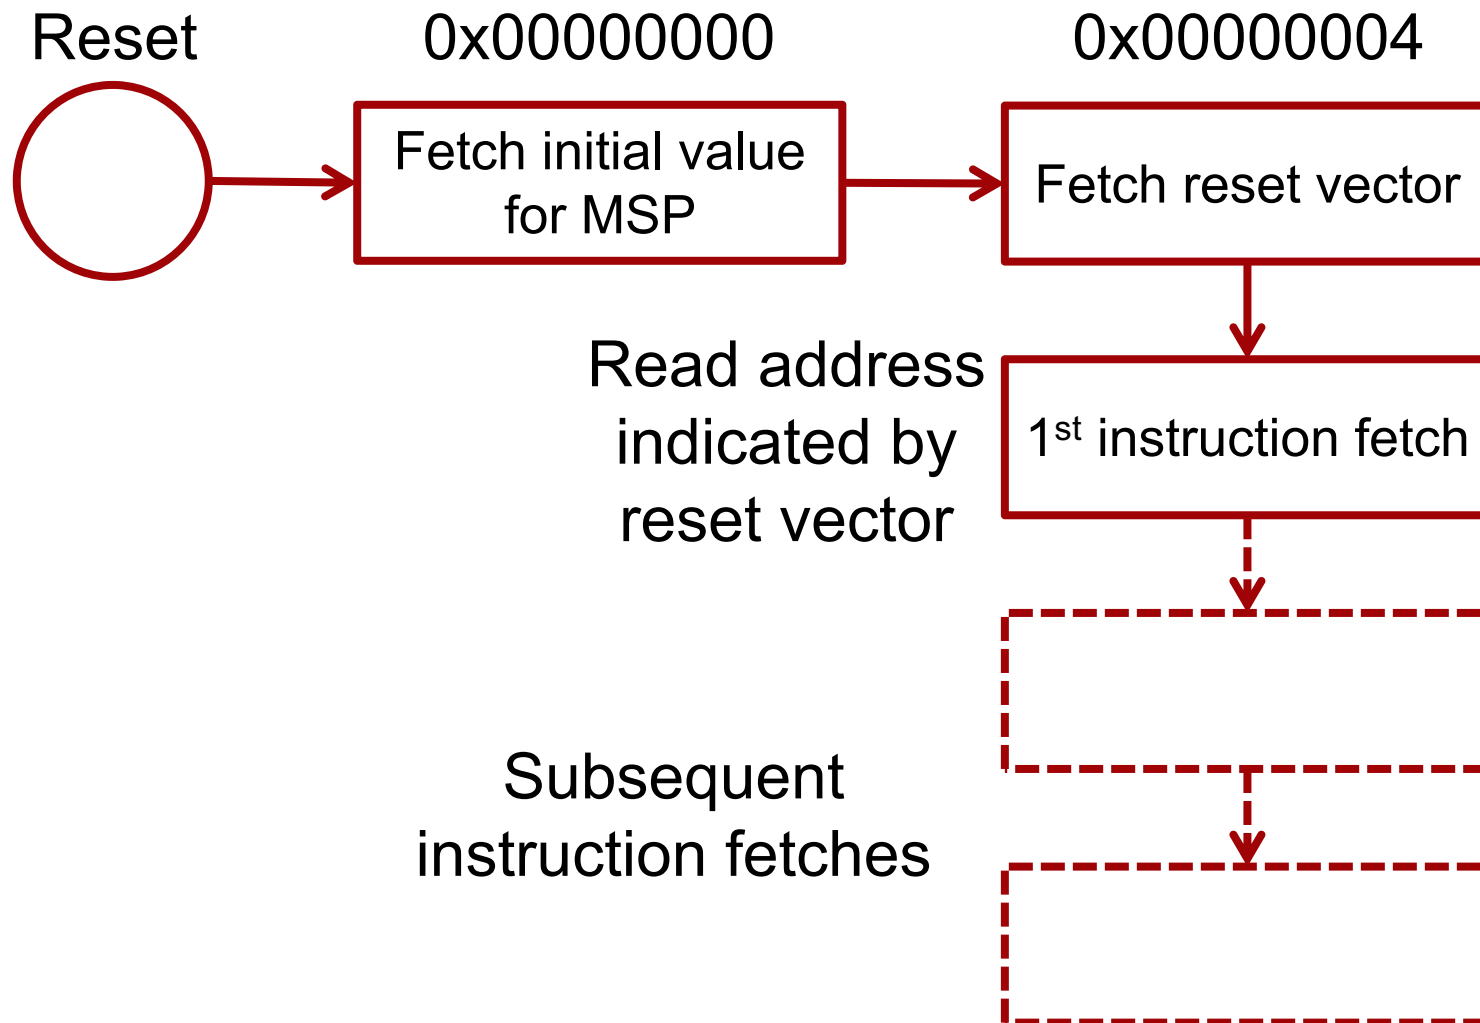 Reset
0x00000000
0x00000004
Fetch initial value
for MSP
Fetch reset vector
Read address
indicated by
reset vector
1st instruction fetch
Subsequent
instruction fetches